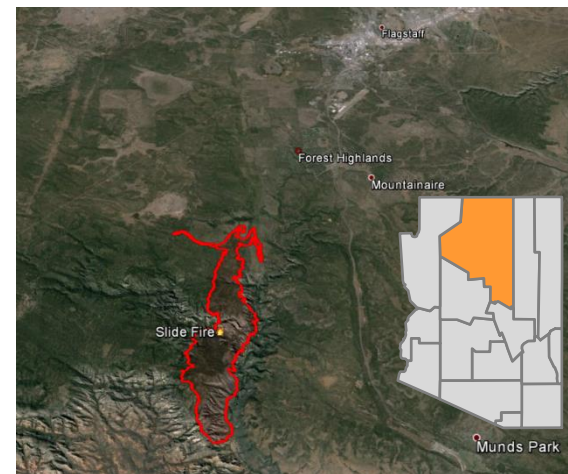 Flagstaff
Forest Highlands
Mountainaire
Slide Fire
Munds Park